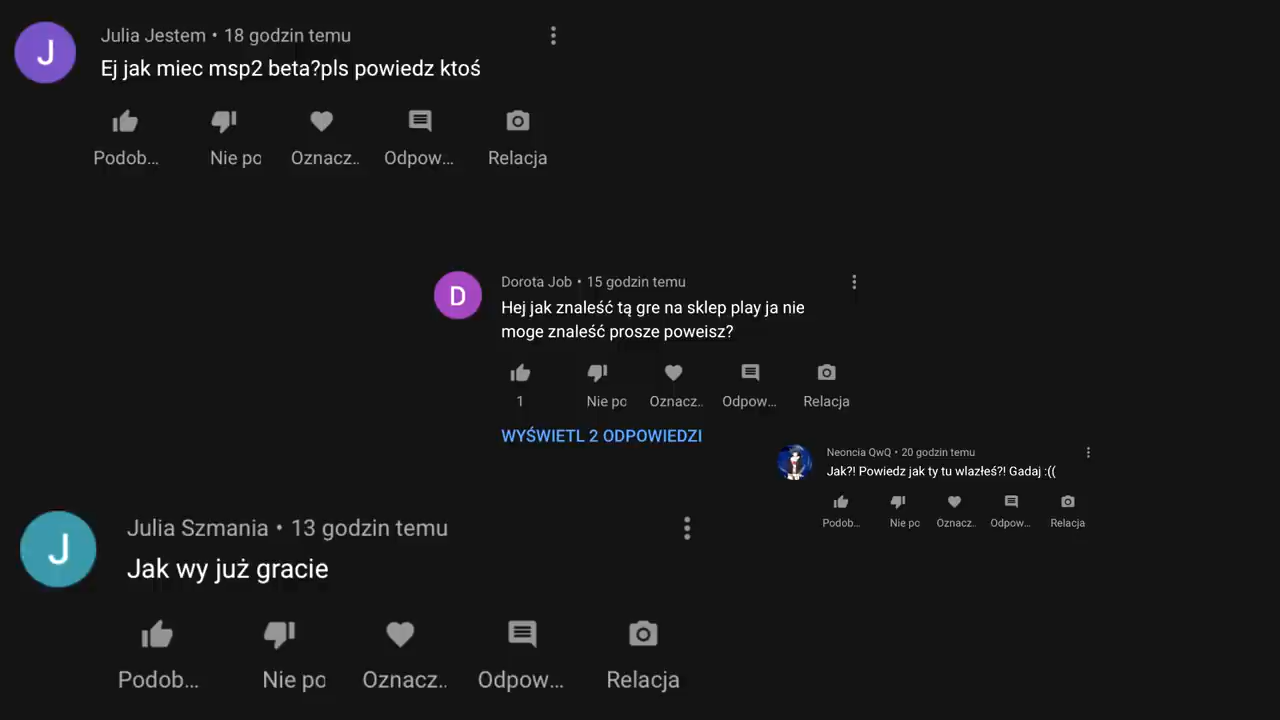 Julia Jestem • 18 godzin temu
Ej jak miec msp2 beta?pls powiedz ktoś
Podob... Nie po Oznacz.. Odpow... Relacja
Dorota Job • 15 godzin temu
Hej jak znaleść tą gre na sklep play ja nie
moge znaleść prosze poweisz?
1 Nie po Oznacz.. Odpow... Relacja
WYŚWIETL 2 ODPOWIEDZI
Neoncia QwQ • 20 godzin temu
Jak?! Powiedz jak ty tu wlazłeś?! Gadaj :((
Podob... Nie po Oznacz.. Odpow... Relacja
Julia Szmania • 13 godzin temu
Jak wy już gracie
Podob... Nie po Oznacz.. Odpow... Relacja